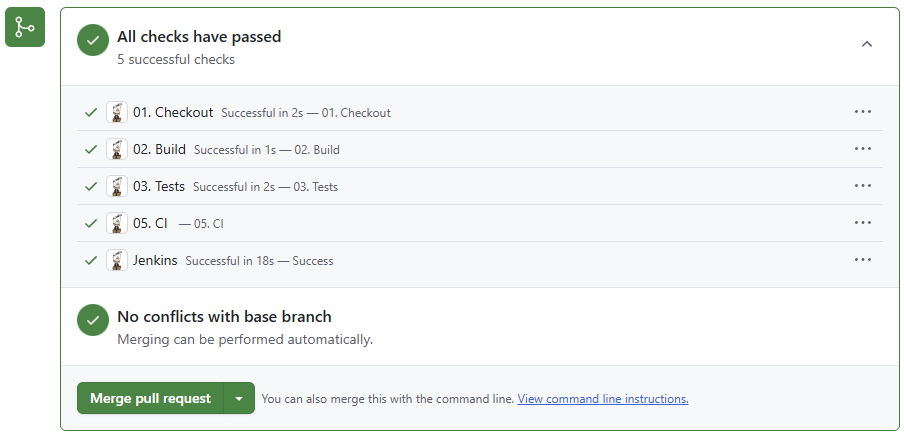 All checks have passed
5 successful checks
01. Checkout Successful in 2s — 01. Checkout
02. Build Successful in 1s — 02. Build
03. Tests Successful in 2s — 03. Tests
05. CI — 05. CI
Jenkins Successful in 18s — Success
No conflicts with base branch
Merging can be performed automatically.
Merge pull request You can also merge this with the command line. View command line instructions.